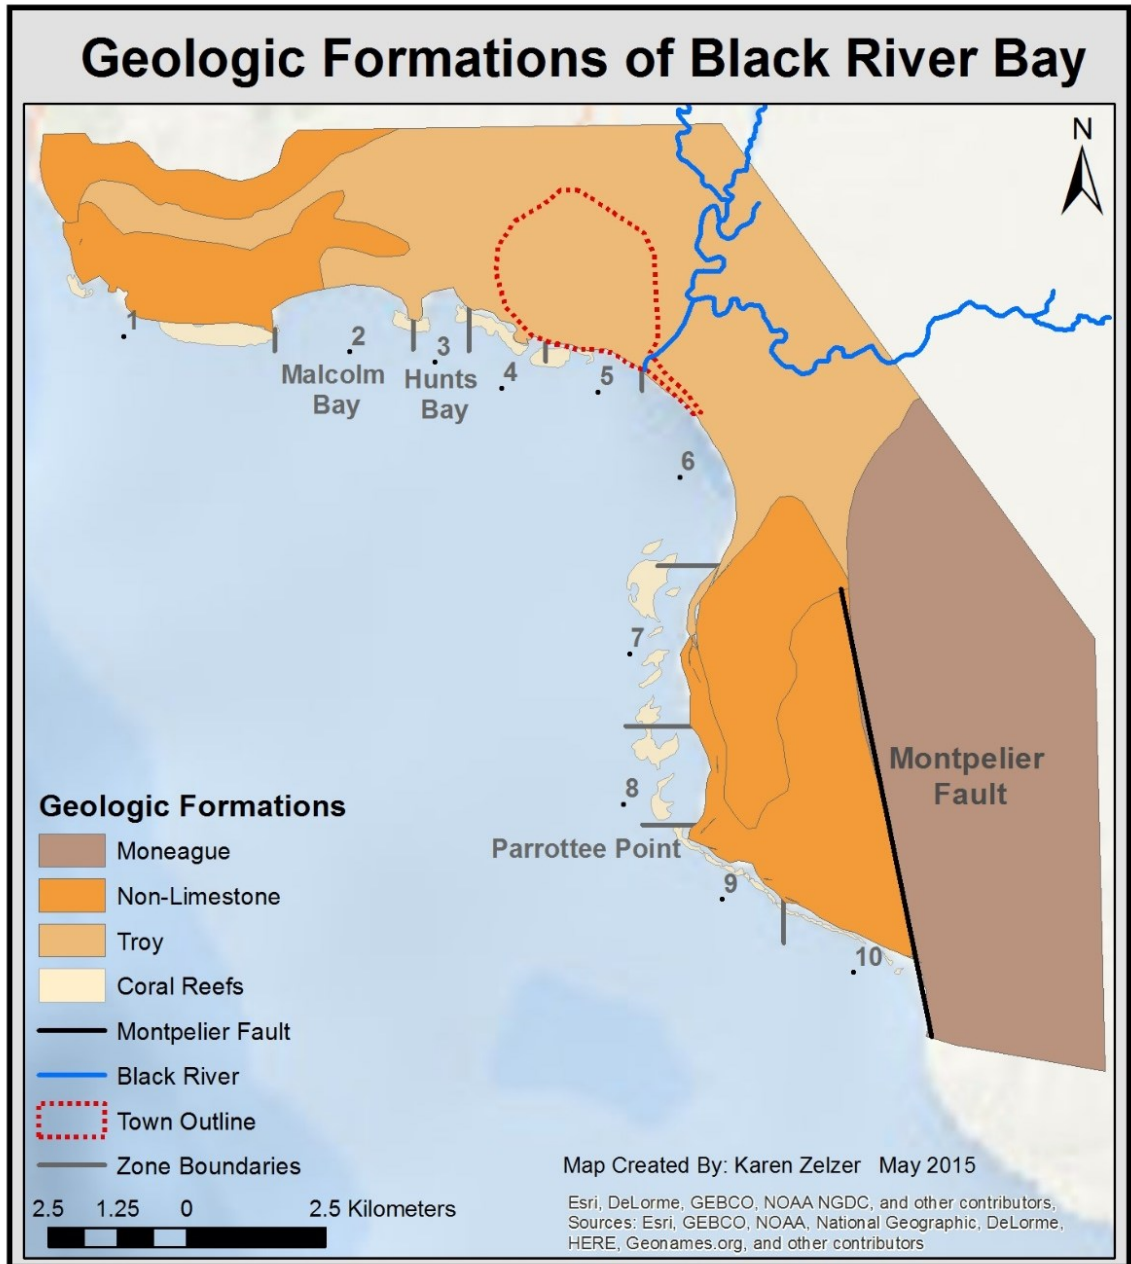 Geologic Formations of Black River Bay
N
1
2
3
4
5
6
7
8
9
10
Malcolm
Bay
Hunts
Bay
Montpelier
Fault
Parrottee Point
Geologic Formations
Moneague
Non-Limestone
Troy
Coral Reefs
Montpelier Fault
Black River
Town Outline
Zone Boundaries
2.5 1.25 0 2.5 Kilometers
Map Created By: Karen Zelzer May 2015
Esri, DeLorme, GEBCO, NOAA NGDC, and other contributors,
Sources: Esri, GEBCO, NOAA, National Geographic, DeLorme,
HERE, Geonames.org, and other contributors